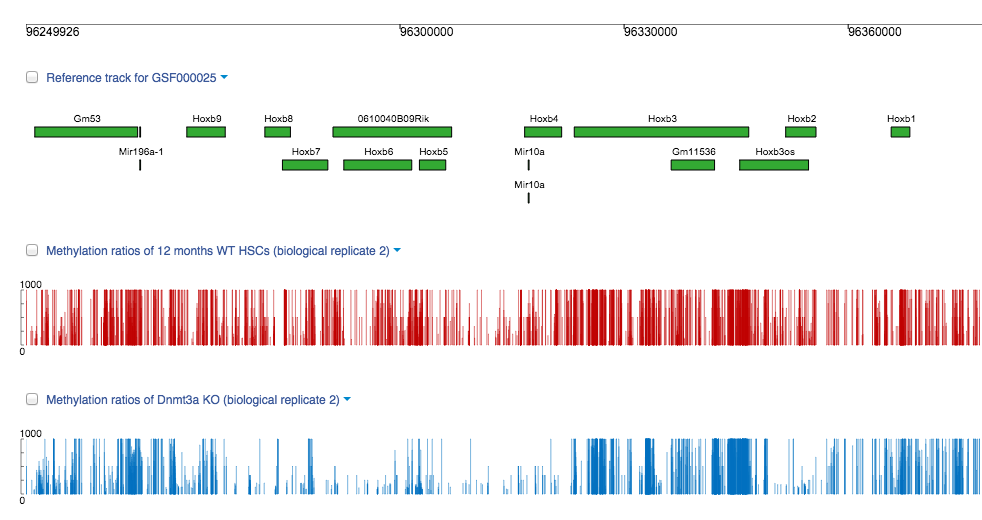 96249926 96300000 96330000 96360000
Reference track for GSF000025
Gm53 Hoxb9 Hoxb8 0610040B09Rik Hoxb4 Hoxb3 Hoxb2 Hoxb1
Mir196a-1 Hoxb7 Hoxb6 Hoxb5 Mir10a Gm11536 Hoxb3os
Mir10a
Methylation ratios of 12 months WT HSCs (biological replicate 2)
1000
0
Methylation ratios of Dnmt3a KO (biological replicate 2)
1000
0